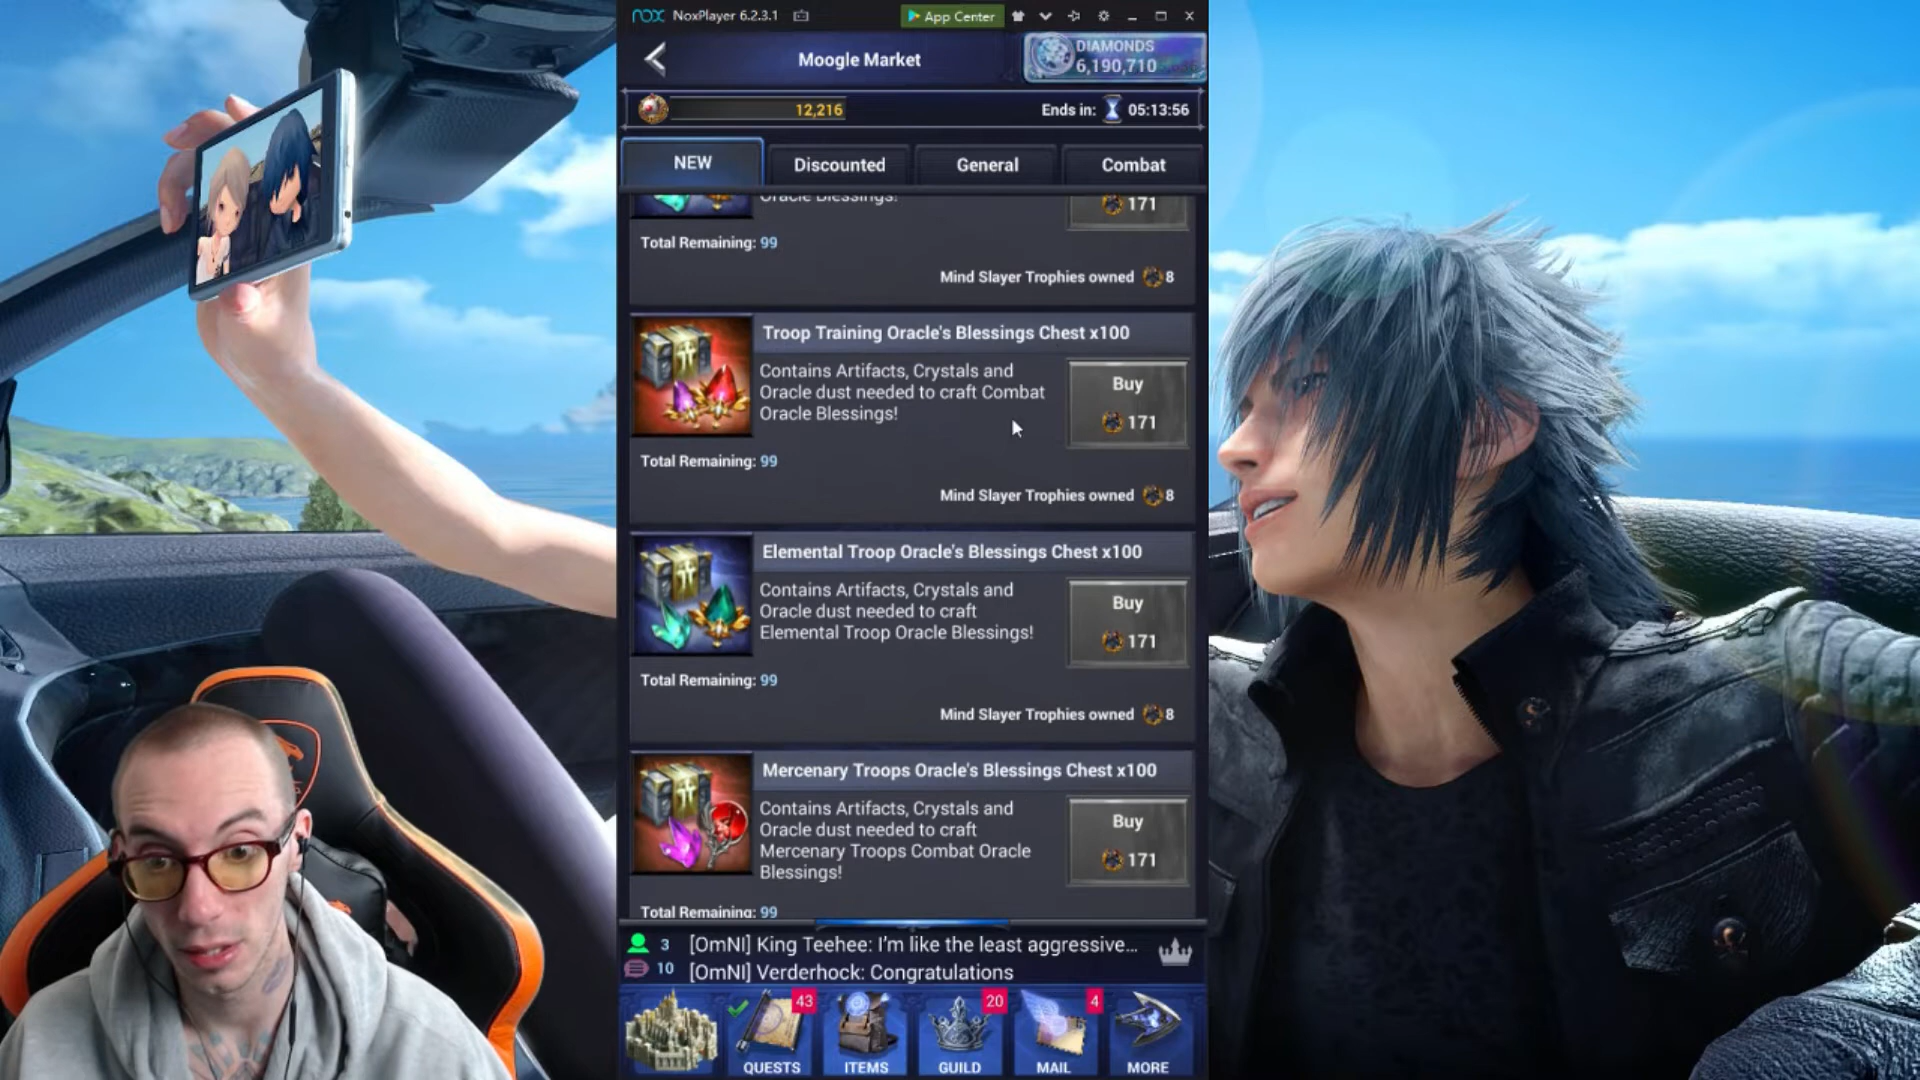 nox NoxPlayer 6.2.3.1
App Center
Moogle Market
DIAMONDS
6,190,710
12,216
Ends in: 05:13:56
NEW
Discounted
General
Combat
Oracle Blessings!
171
Total Remaining: 99
Mind Slayer Trophies owned 8
Troop Training Oracle's Blessings Chest x100
Contains Artifacts, Crystals and
Oracle dust needed to craft Combat
Oracle Blessings!
Buy
171
Total Remaining: 99
Mind Slayer Trophies owned 8
Elemental Troop Oracle's Blessings Chest x100
Contains Artifacts, Crystals and
Oracle dust needed to craft
Elemental Troop Oracle Blessings!
Buy
171
Total Remaining: 99
Mind Slayer Trophies owned 8
Mercenary Troops Oracle's Blessings Chest x100
Contains Artifacts, Crystals and
Oracle dust needed to craft
Mercenary Troops Combat Oracle
Blessings!
Buy
171
Total Remaining: 99
3 [OmNI] King Teehee: I'm like the least aggressive...
10 [OmNI] Verderhock: Congratulations
43
20
4
QUESTS
ITEMS
GUILD
MAIL
MORE